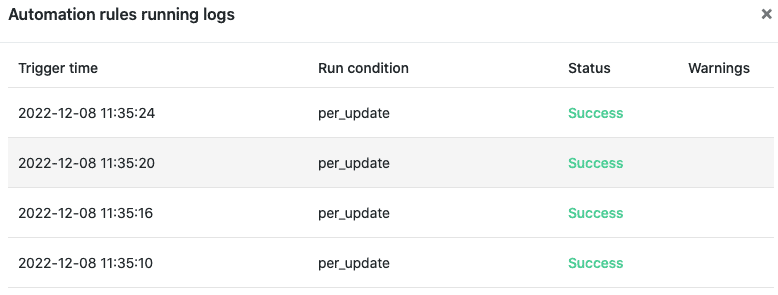 Automation rules running logs ×
Trigger time Run condition Status Warnings
2022-12-08 11:35:24 per_update Success
2022-12-08 11:35:20 per_update Success
2022-12-08 11:35:16 per_update Success
2022-12-08 11:35:10 per_update Success